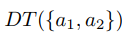 DT({a₁, a₂})